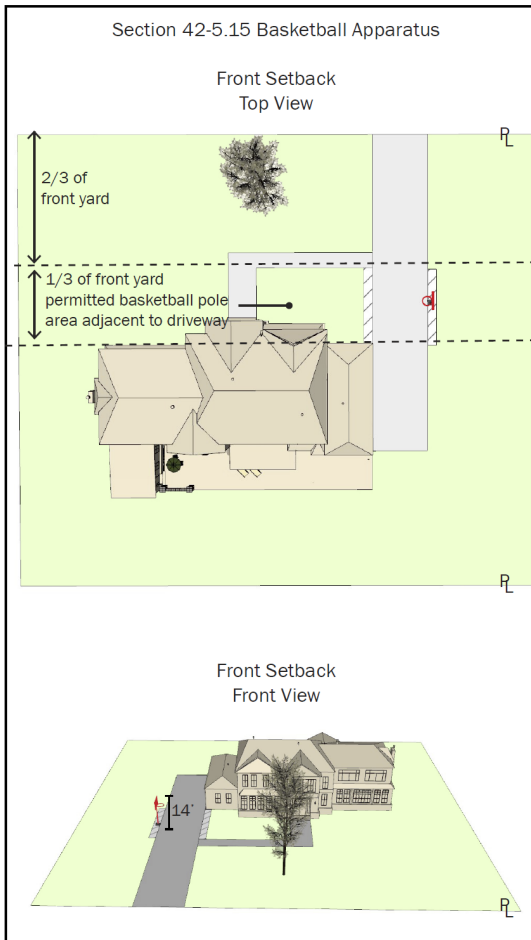 Section 42-5.15 Basketball Apparatus
Front Setback
Top View
PL
2/3 of
front yard
1/3 of front yard
permitted basketball pole
area adjacent to driveway
PL
Front Setback
Front View
14'
PL